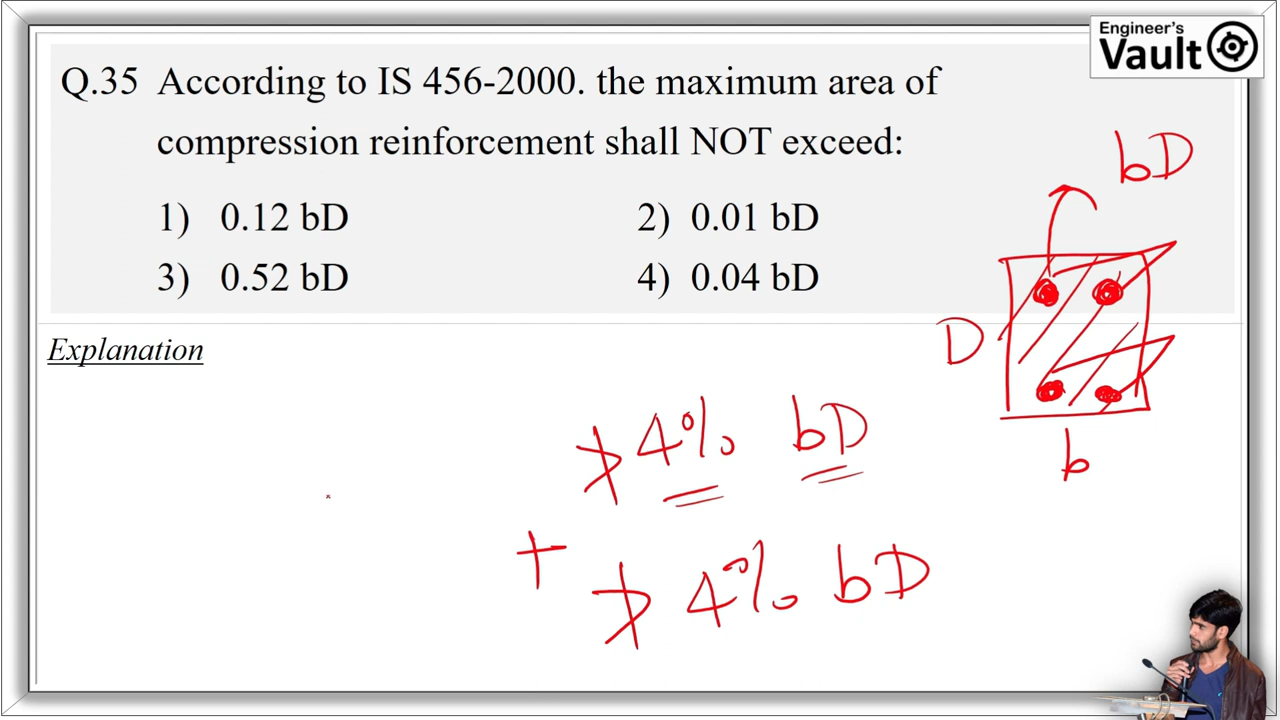 Engineer's
Vault
Q.35 According to IS 456-2000. the maximum area of
compression reinforcement shall NOT exceed:
1) 0.12 bD
2) 0.01 bD
3) 0.52 bD
4) 0.04 bD
bD
D
b
Explanation
≯ 4% bD
+
≯ 4% bD